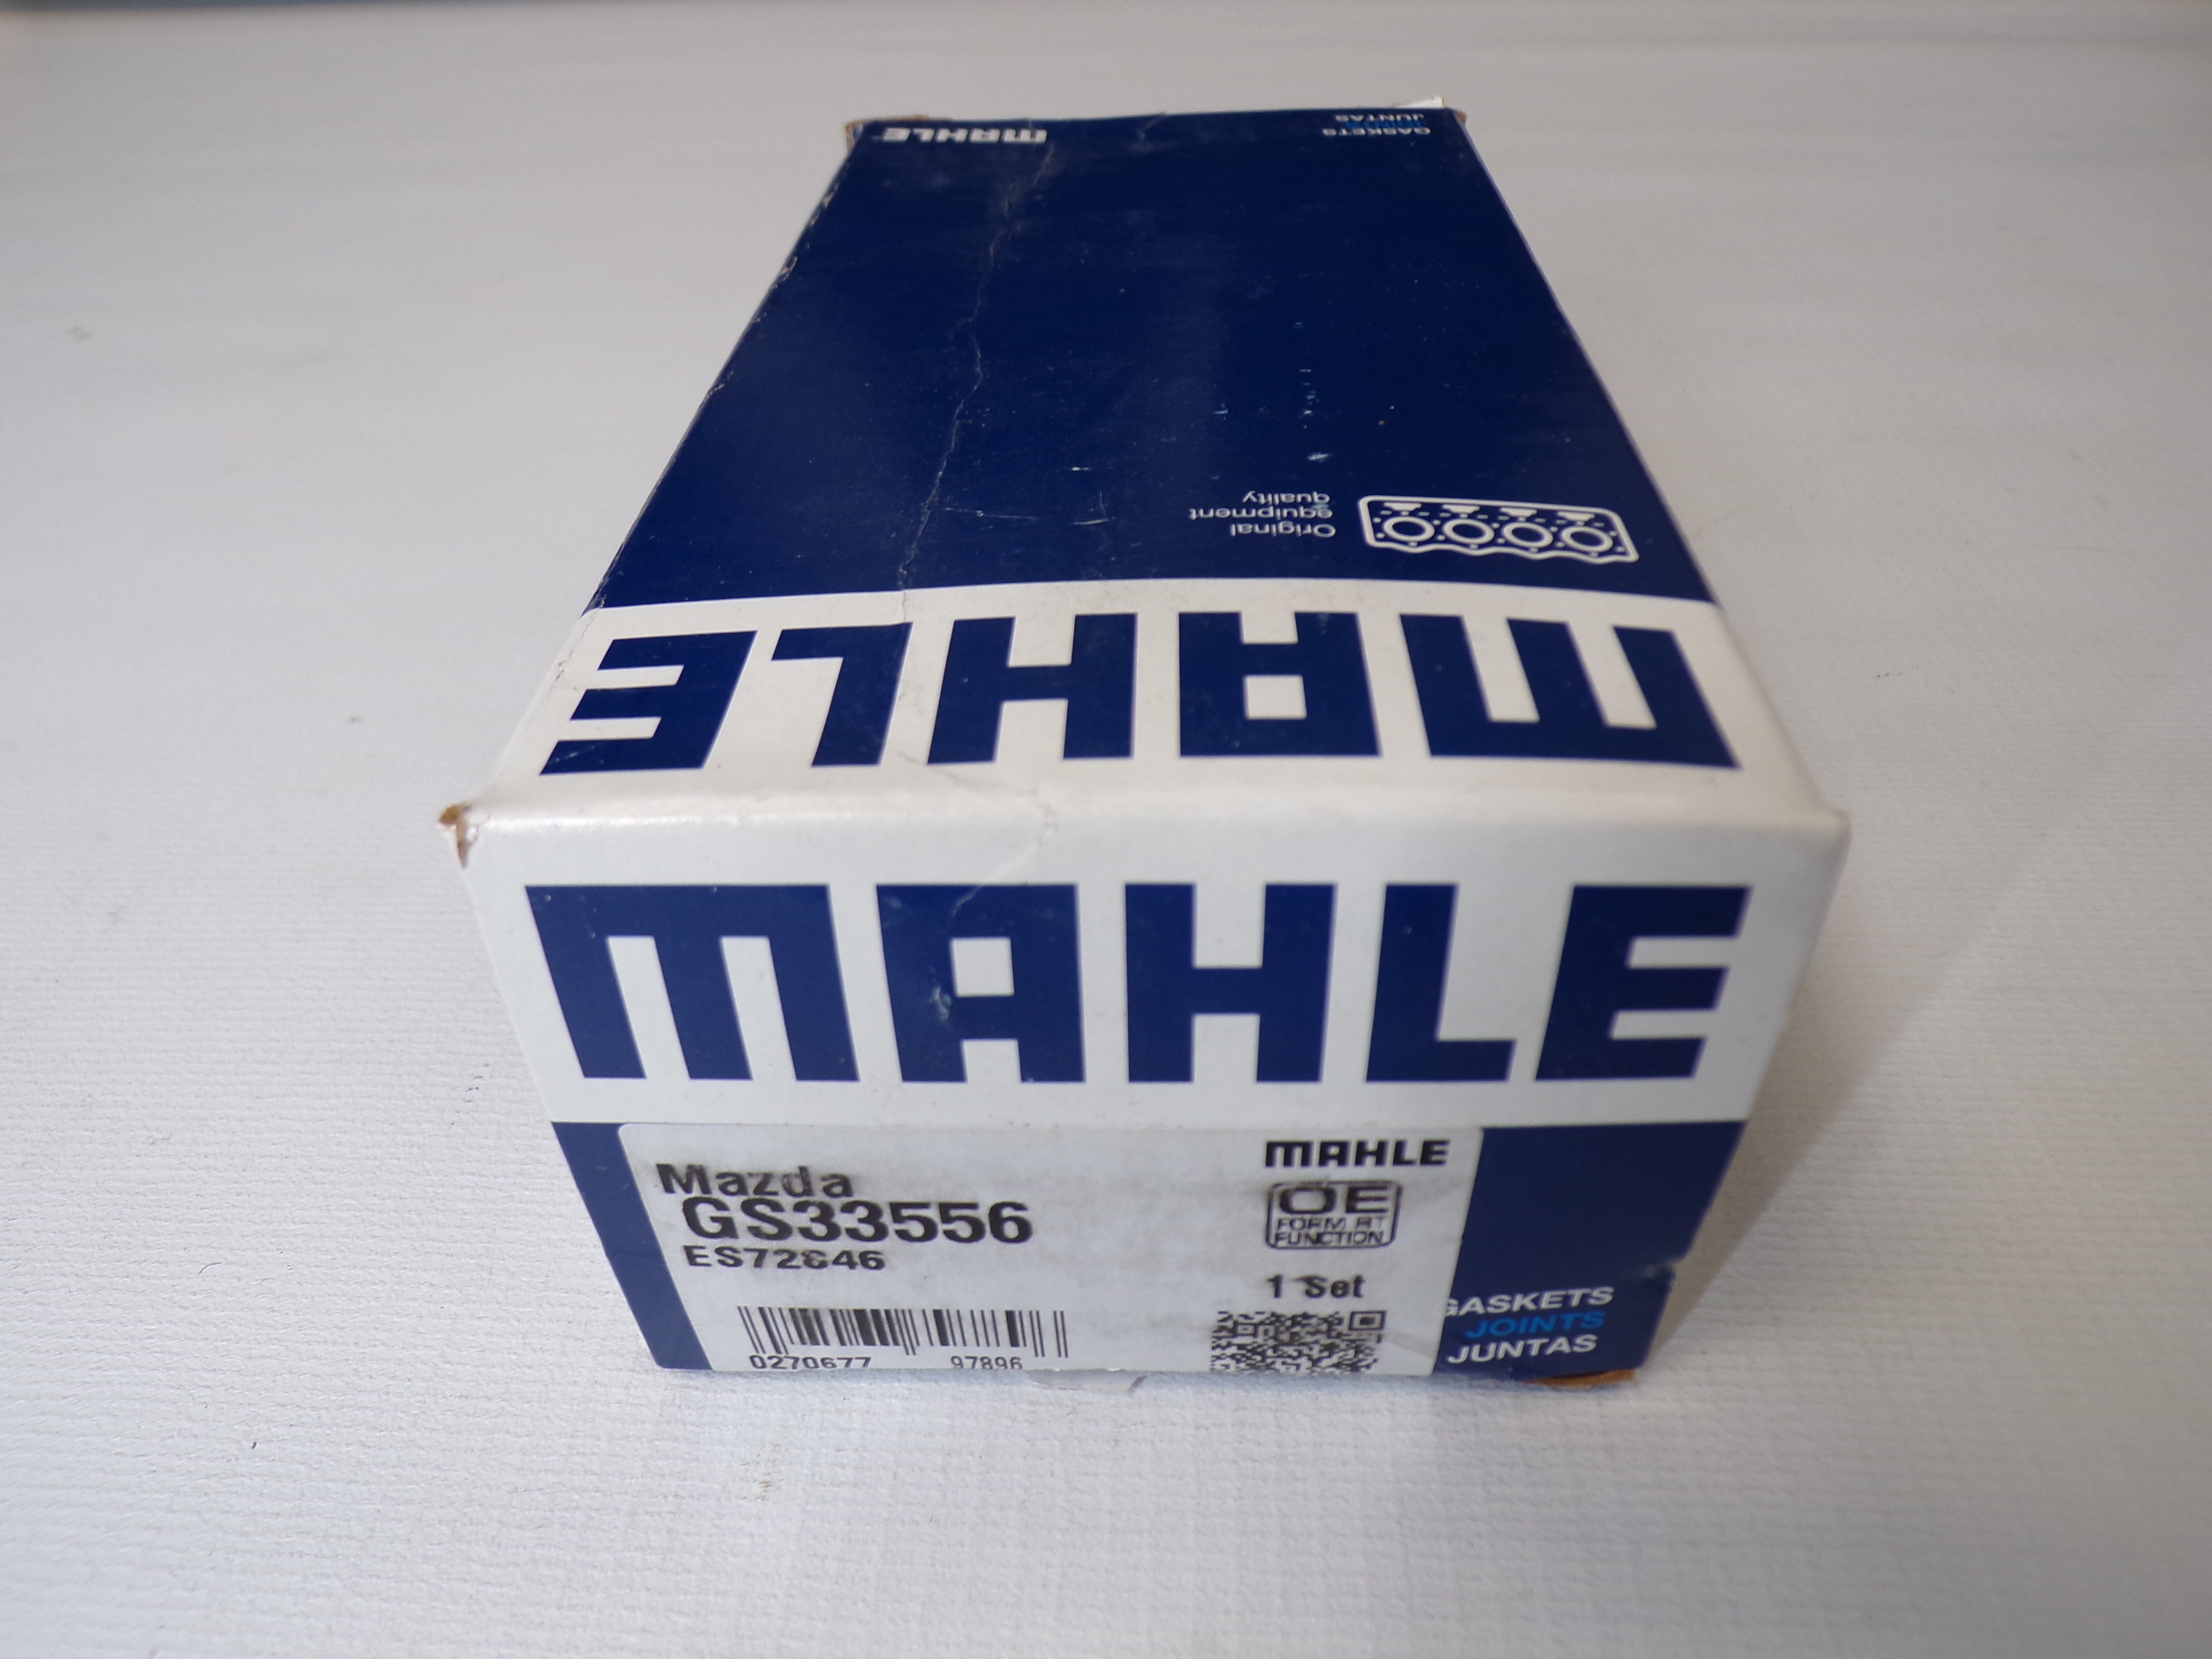 MAHLE
GASKETS
JUNTAS
Original
equipment
quality
MAHLE
MAHLE
Mazda
GS33556
ES72846
MAHLE
OE
FORM, FIT
FUNCTION
1 Set
0270677 97896
GASKETS
JOINTS
JUNTAS